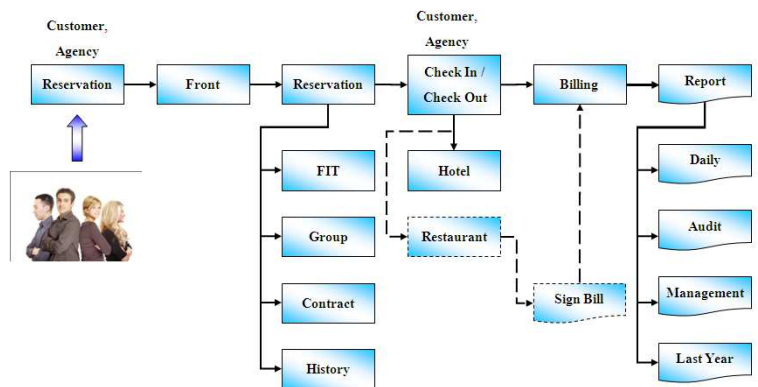 Customer,
Agency
Reservation
Front
Reservation
Customer,
Agency
Check In /
Check Out
Billing
Report
FIT
Hotel
Daily
Group
Restaurant
Audit
Contract
Sign Bill
Management
History
Last Year